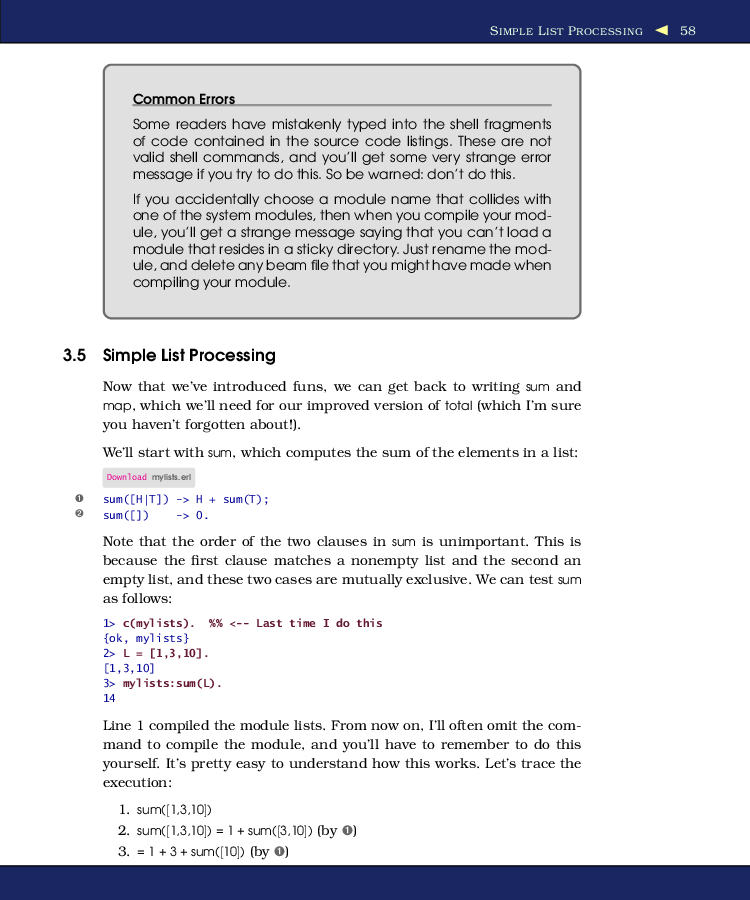 SIMPLE LIST PROCESSING ◀ 58
Common Errors
Some readers have mistakenly typed into the shell fragments
of code contained in the source code listings. These are not
valid shell commands, and you'll get some very strange error
message if you try to do this. So be warned: don't do this.
If you accidentally choose a module name that collides with
one of the system modules, then when you compile your mod-
ule, you'll get a strange message saying that you can't load a
module that resides in a sticky directory. Just rename the mod-
ule, and delete any beam file that you might have made when
compiling your module.
3.5 Simple List Processing
Now that we've introduced funs, we can get back to writing sum and
map, which we'll need for our improved version of total (which I'm sure
you haven't forgotten about!).
We'll start with sum, which computes the sum of the elements in a list:
Download mylists.erl
❶ sum([H|T]) -> H + sum(T);
❷ sum([])    -> 0.
Note that the order of the two clauses in sum is unimportant. This is
because the first clause matches a nonempty list and the second an
empty list, and these two cases are mutually exclusive. We can test sum
as follows:
1> c(mylists).  %% <-- Last time I do this
{ok, mylists}
2> L = [1,3,10].
[1,3,10]
3> mylists:sum(L).
14
Line 1 compiled the module lists. From now on, I'll often omit the com-
mand to compile the module, and you'll have to remember to do this
yourself. It's pretty easy to understand how this works. Let's trace the
execution:
1. sum([1,3,10])
2. sum([1,3,10]) = 1 + sum([3,10]) (by ❶)
3. = 1 + 3 + sum([10]) (by ❶)